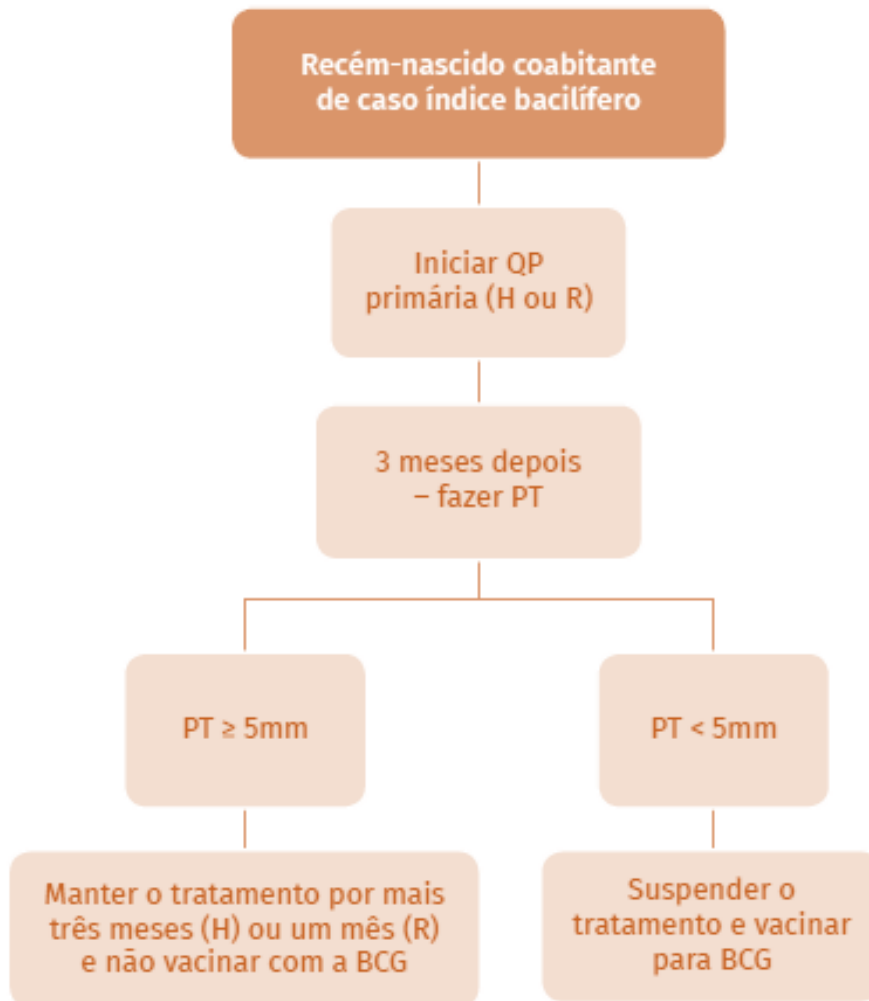 Recém-nascido coabitante
de caso índice bacilífero
Iniciar QP
primária (H ou R)
3 meses depois
– fazer PT
PT ≥ 5mm
PT < 5mm
Manter o tratamento por mais
três meses (H) ou um mês (R)
e não vacinar com a BCG
Suspender o
tratamento e vacinar
para BCG